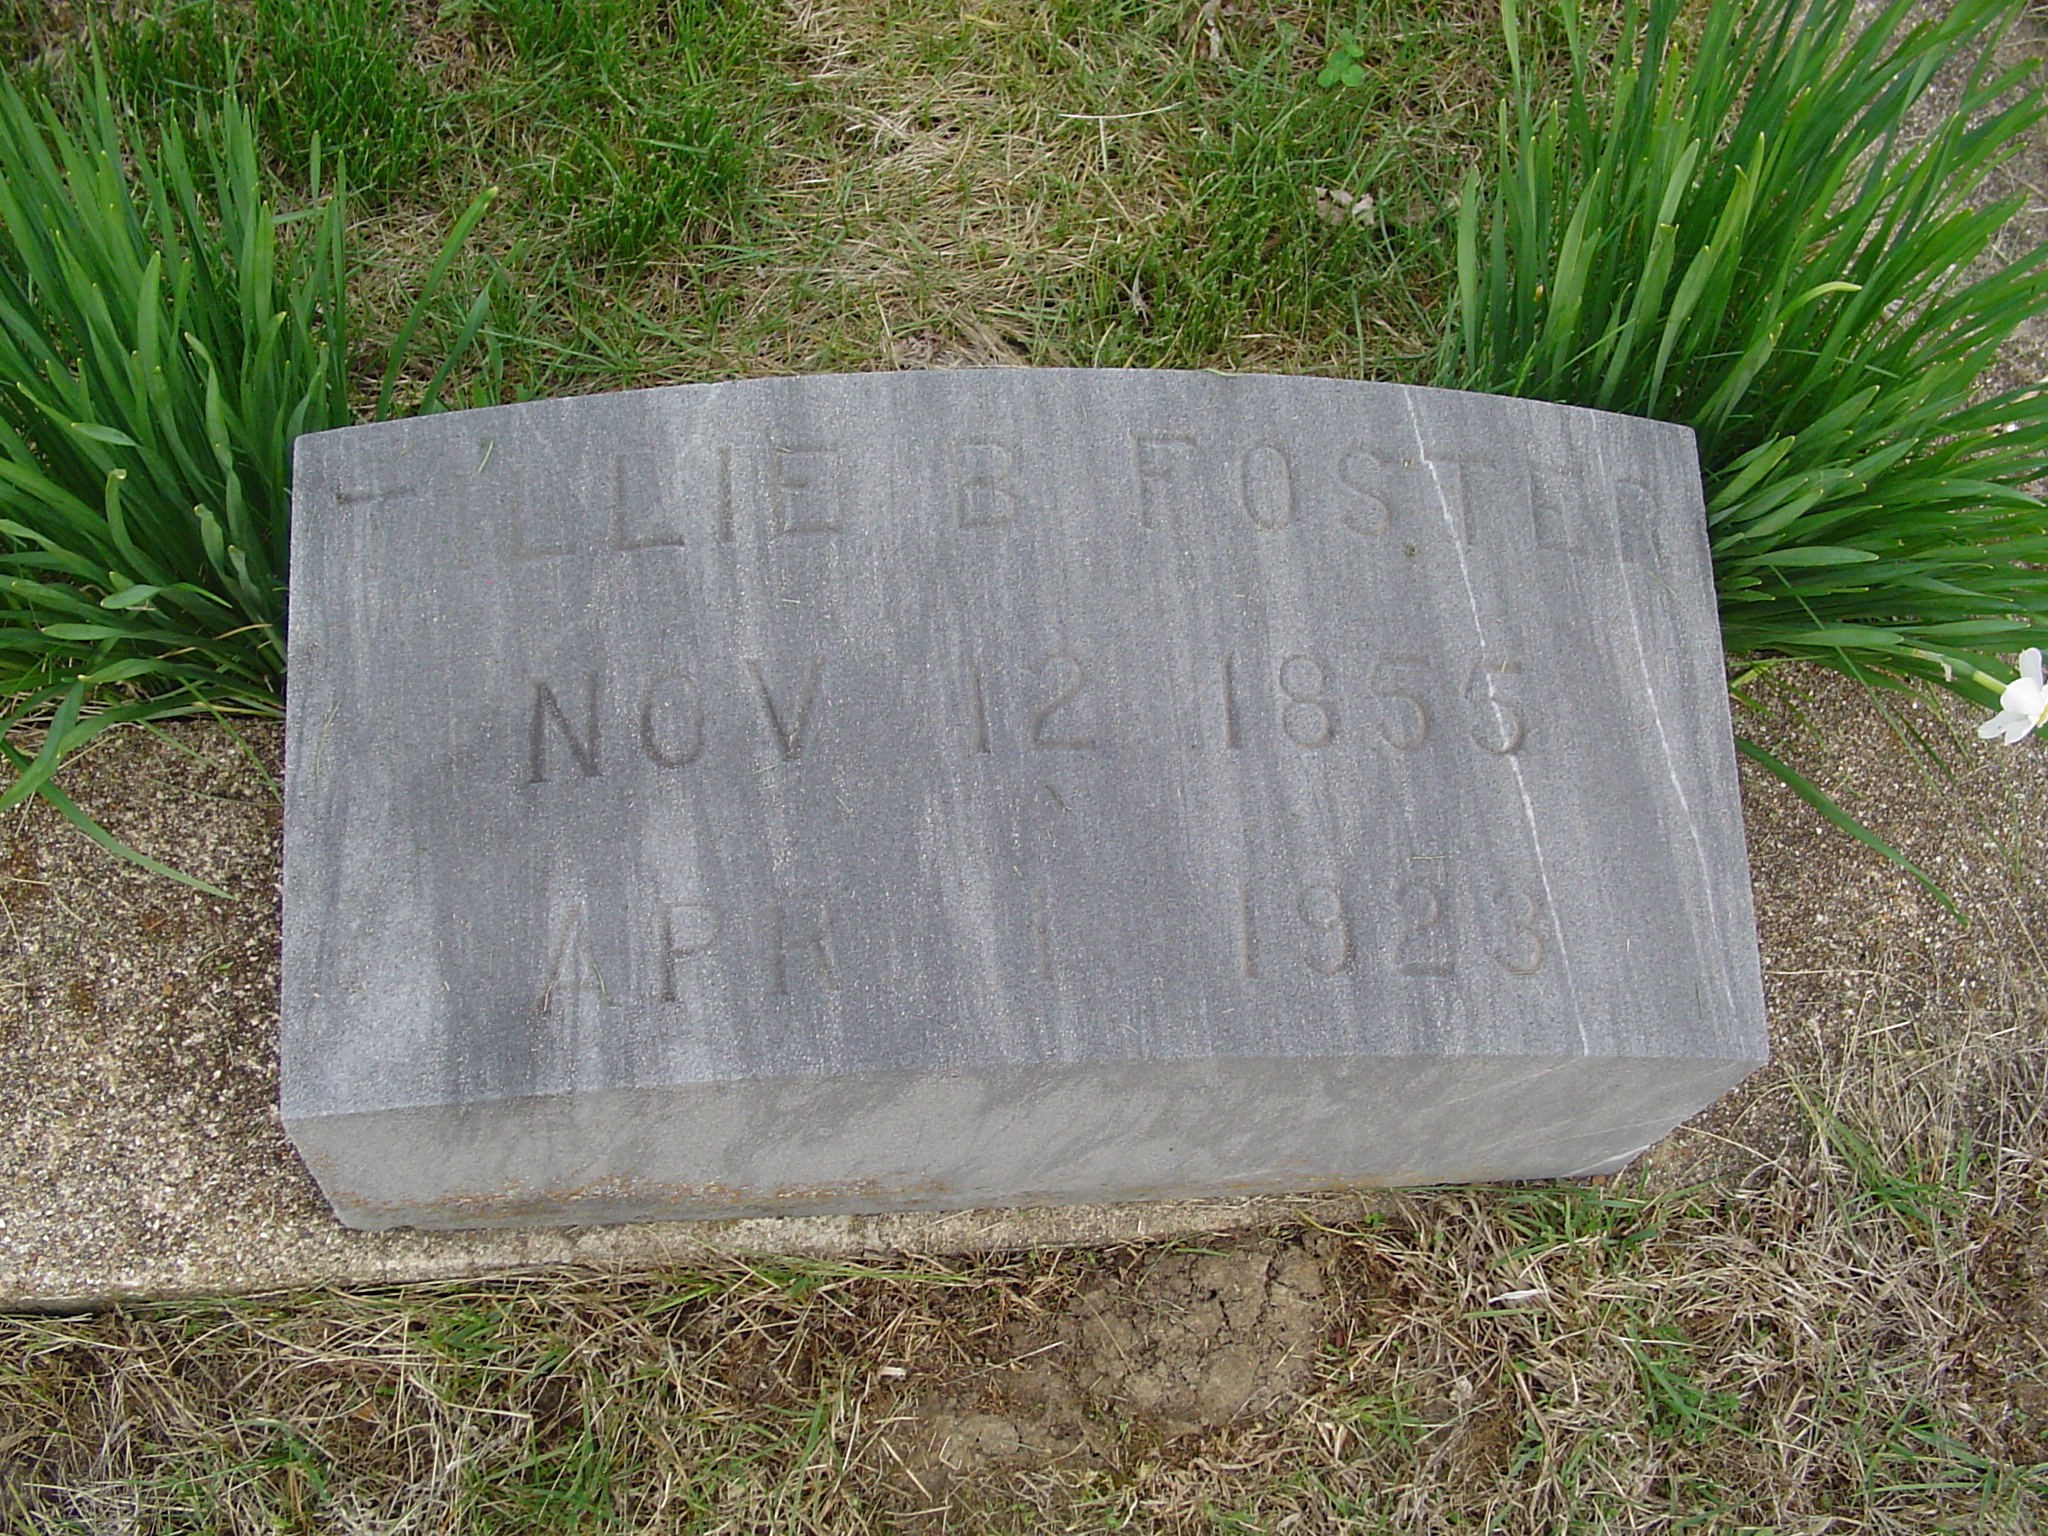 TILLIE B. FOSTER
NOV 12 1855
APR 1. 1923